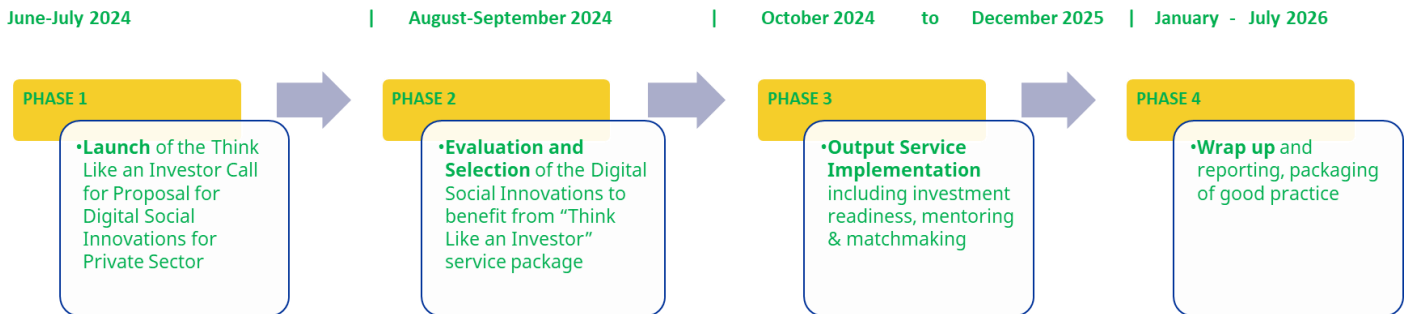 June-July 2024 | August-September 2024 | October 2024 to December 2025 | January - July 2026
PHASE 1
•Launch of the Think
Like an Investor Call
for Proposal for
Digital Social
Innovations for
Private Sector
PHASE 2
•Evaluation and
Selection of the Digital
Social Innovations to
benefit from “Think
Like an Investor”
service package
PHASE 3
•Output Service
Implementation
including investment
readiness, mentoring
& matchmaking
PHASE 4
•Wrap up and
reporting, packaging
of good practice